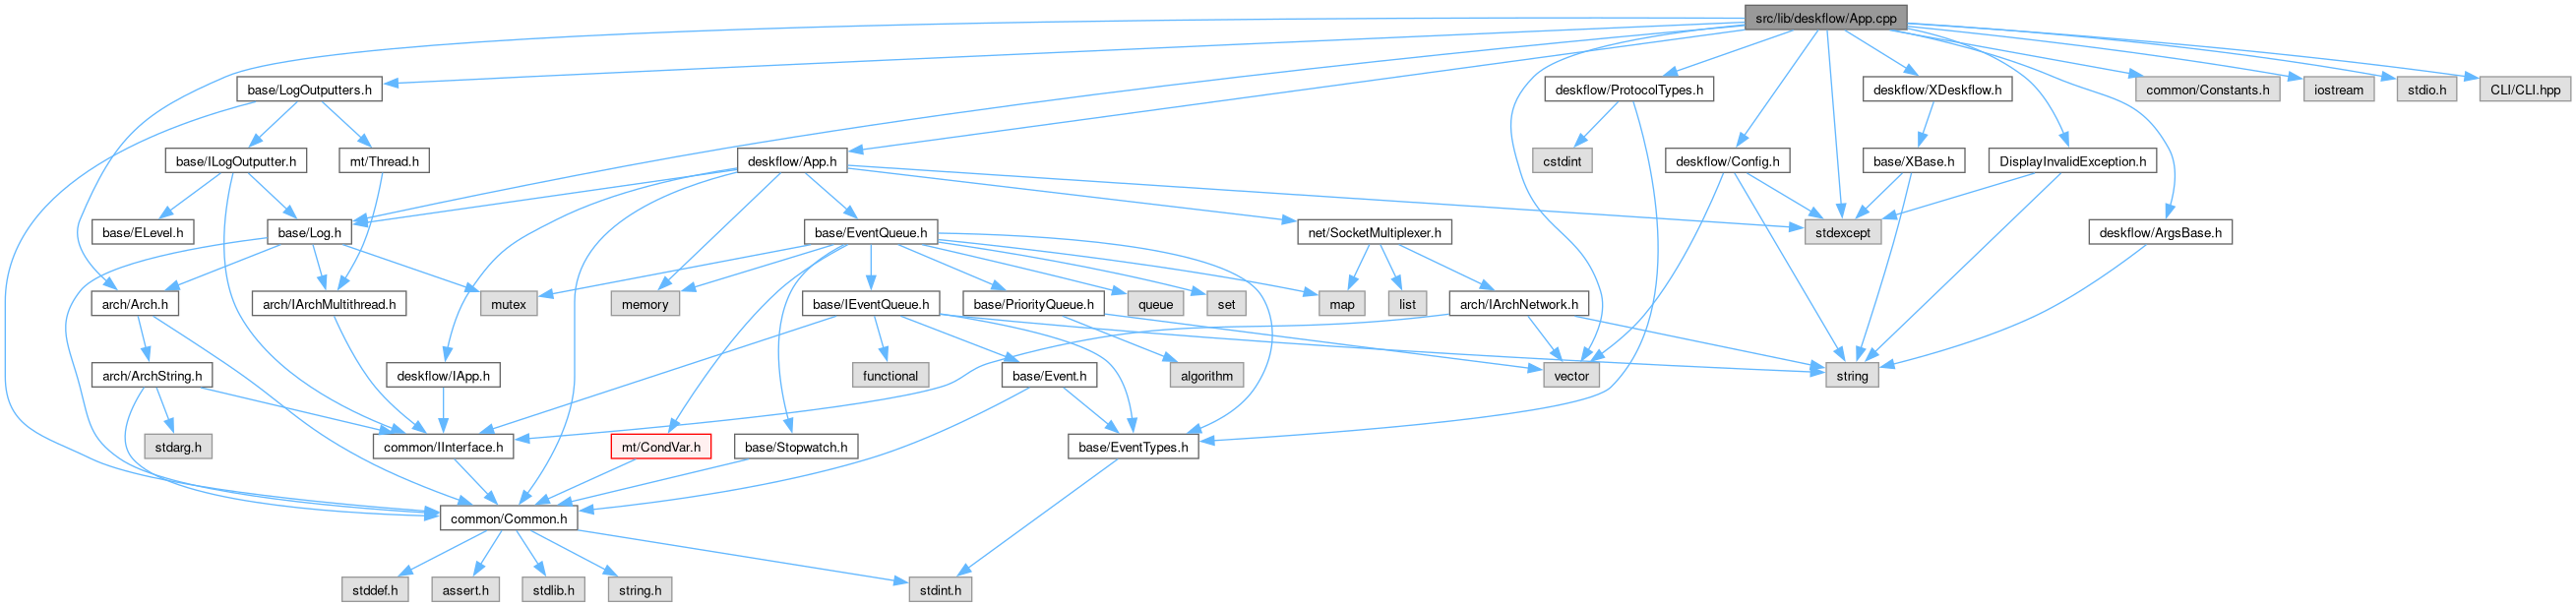 src/lib/deskflow/App.cpp
base/LogOutputters.h
deskflow/ProtocolTypes.h
deskflow/XDeskflow.h
common/Constants.h
iostream
stdio.h
CLI/CLI.hpp
base/ILogOutputter.h
mt/Thread.h
deskflow/App.h
cstdint
deskflow/Config.h
base/XBase.h
DisplayInvalidException.h
base/ELevel.h
base/Log.h
base/EventQueue.h
net/SocketMultiplexer.h
stdexcept
deskflow/ArgsBase.h
arch/Arch.h
arch/IArchMultithread.h
mutex
memory
base/IEventQueue.h
base/PriorityQueue.h
queue
set
map
list
arch/IArchNetwork.h
arch/ArchString.h
deskflow/IApp.h
functional
base/Event.h
algorithm
vector
string
stdarg.h
common/IInterface.h
mt/CondVar.h
base/Stopwatch.h
base/EventTypes.h
common/Common.h
stddef.h
assert.h
stdlib.h
string.h
stdint.h